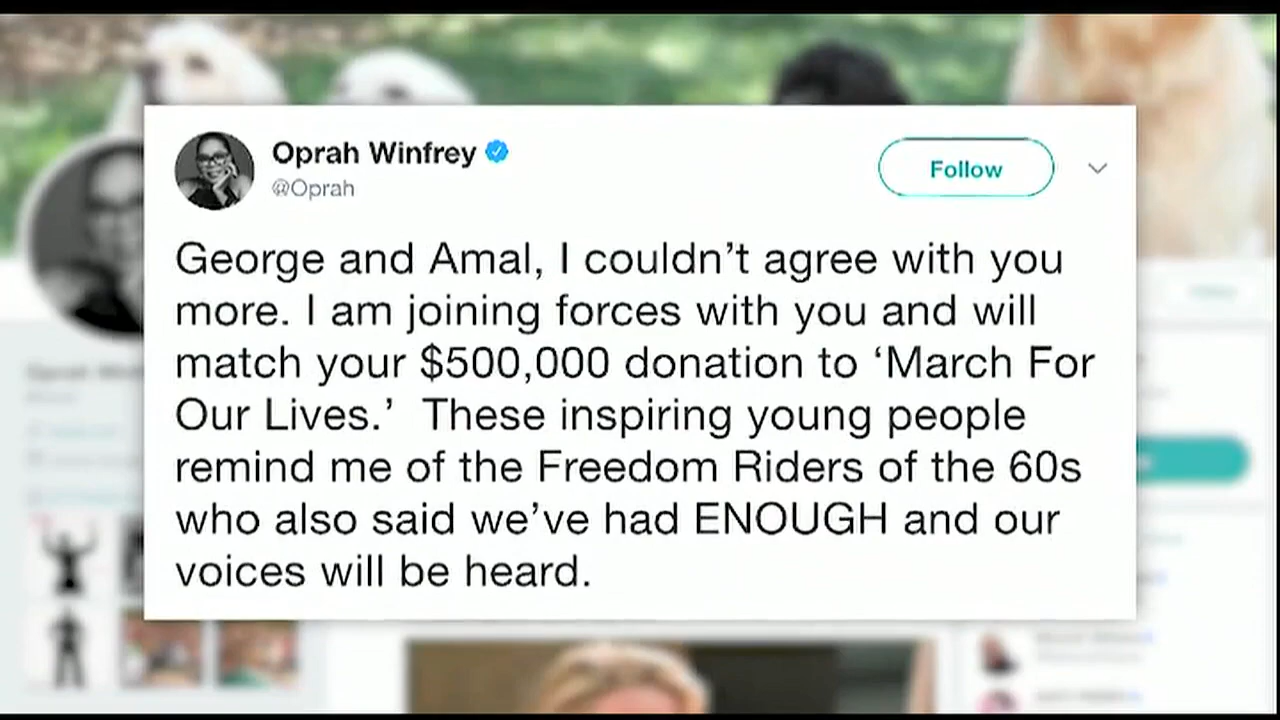 Oprah Winfrey
@Oprah
Follow
George and Amal, I couldn’t agree with you
more. I am joining forces with you and will
match your $500,000 donation to ‘March For
Our Lives.’  These inspiring young people
remind me of the Freedom Riders of the 60s
who also said we’ve had ENOUGH and our
voices will be heard.